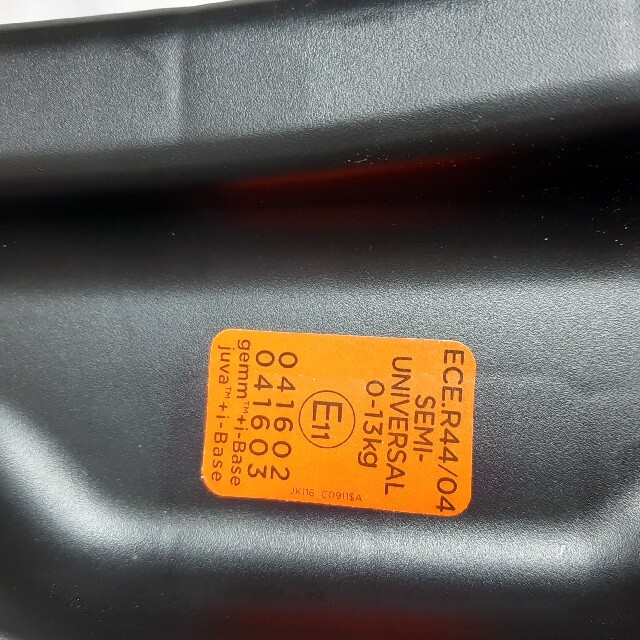 ECE.R44/04
SEMI-
UNIVERSAL
0-13kg
E11
041602
041603
gemm™+i-Base
juva™+i-Base
JK116 C0911$A